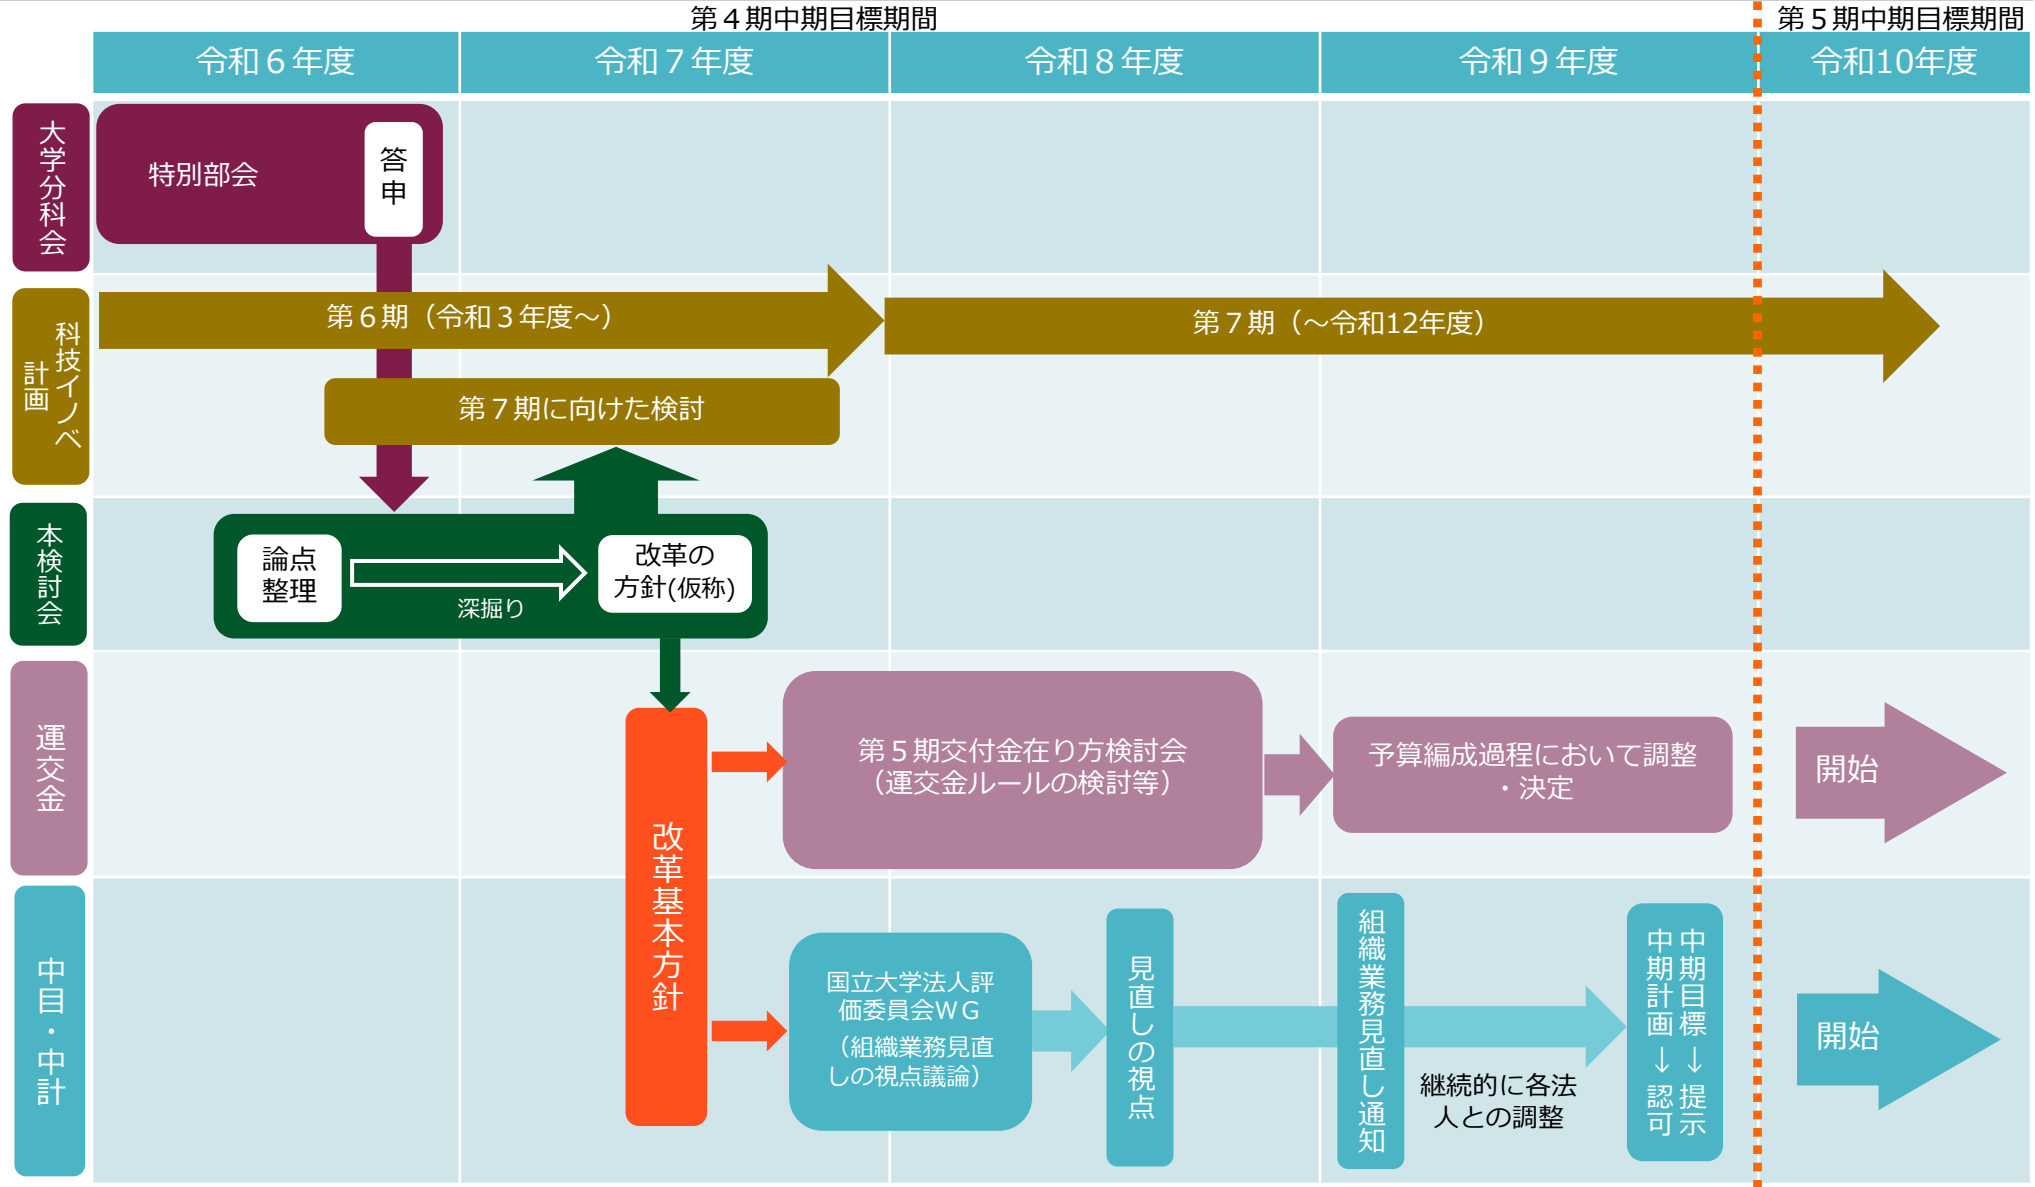 第４期中期目標期間
第５期中期目標期間
令和６年度
令和７年度
令和８年度
令和９年度
令和10年度
大学分科会
特別部会
答
申
科技イノベ
計画
第６期（令和３年度～）
第７期（～令和12年度）
第７期に向けた検討
本検討会
論点
整理
深掘り
改革の
方針(仮称)
運交金
改革基本方針
第５期交付金在り方検討会
（運交金ルールの検討等）
予算編成過程において調整
・決定
開始
中目・中計
国立大学法人評
価委員会ＷＧ
（組織業務見直
しの視点議論）
見直しの視点
組織業務見直し通知
継続的に各法
人との調整
中期目標→提示
中期計画→認可
開始